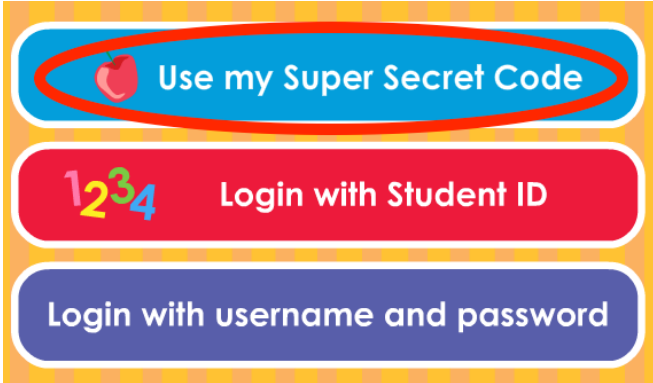 Use my Super Secret Code
1234 Login with Student ID
Login with username and password